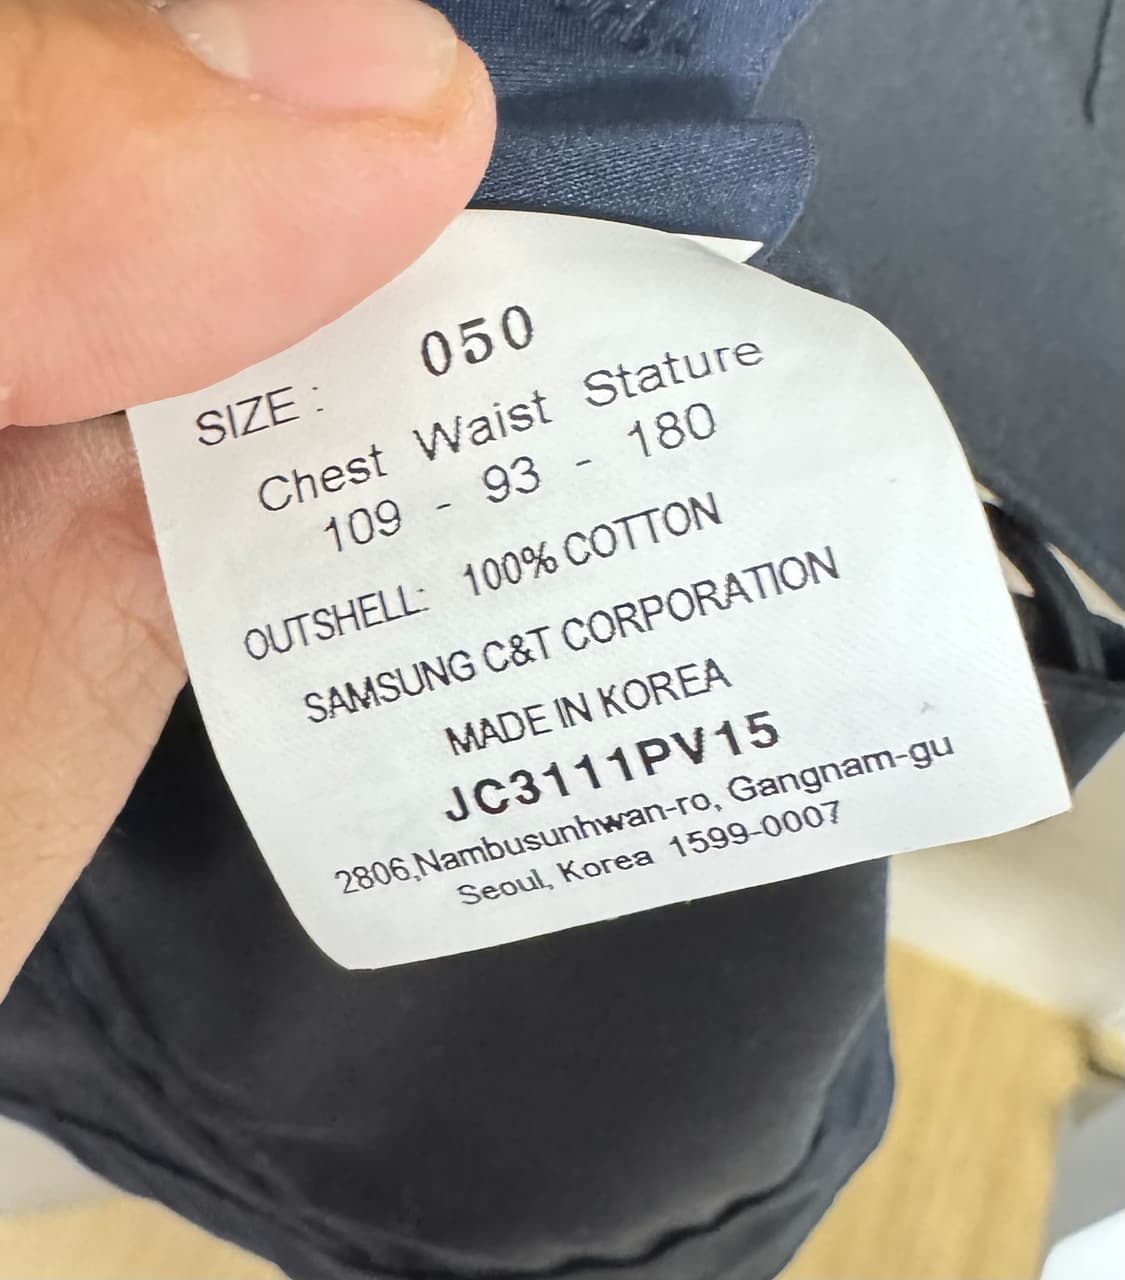 SIZE : 050
Chest Waist Stature
109 - 93 - 180
OUTSHELL: 100% COTTON
SAMSUNG C&T CORPORATION
MADE IN KOREA
JC3111PV15
2806,Nambusunhwan-ro, Gangnam-gu
Seoul, Korea 1599-0007